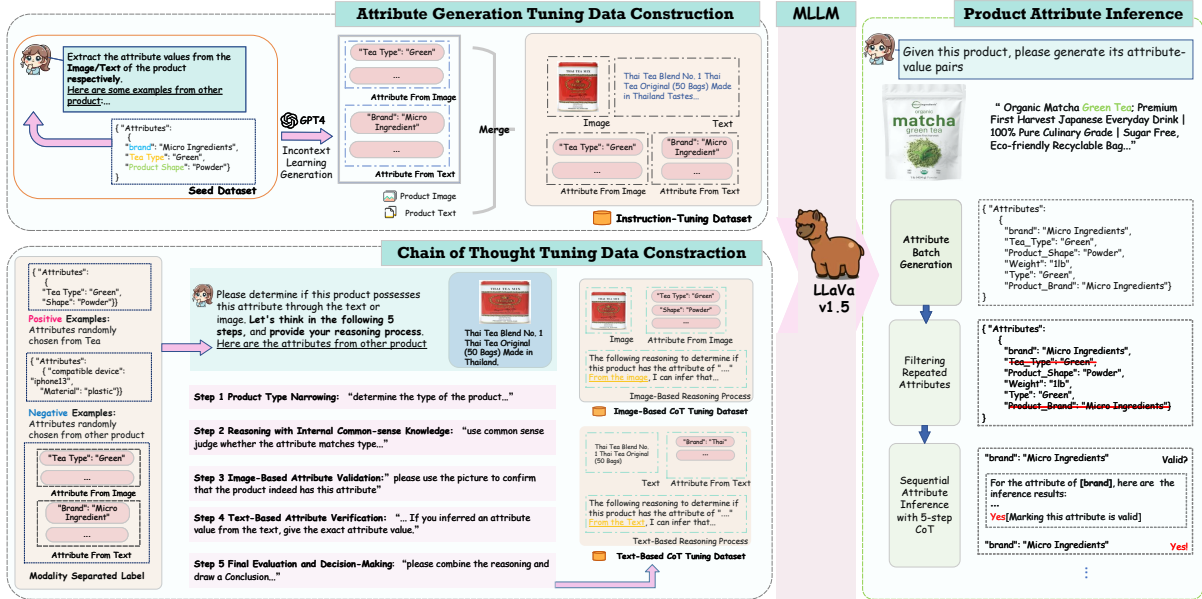 Attribute Generation Tuning Data Construction
Extract the attribute values from the
Image/Text of the product
respectively.
Here are some examples from other
product:...
{ "Attributes":
{
"brand": "Micro Ingredients",
"Tea Type": "Green",
"Product Shape": "Powder"}
}
Seed Dataset
GPT4
Incontext
Learning
Generation
"Tea Type": "Green"
...
Attribute From Image
"Brand": "Micro
Ingredient"
...
Attribute From Text
Product Image
Product Text
Merge
THAI TEA MIX
Image
Thai Tea Blend No. 1 Thai
Tea Original (50 Bags) Made
in Thailand Tastes...
Text
"Tea Type": "Green"
...
Attribute From Image
"Brand": "Micro
Ingredient"
...
Attribute From Text
Instruction-Tuning Dataset
Chain of Thought Tuning Data Constraction
{ "Attributes":
{
"Tea Type": "Green",
"Shape": "Powder"}}
Positive Examples:
Attributes randomly
chosen from Tea
{ "Attributes":
{ "compatible device":
"iphone13",
"Material": "plastic"}}
Negative Examples:
Attributes randomly
chosen from other product
"Tea Type": "Green"
...
Attribute From Image
"Brand": "Micro
Ingredient"
...
Attribute From Text
Modality Separated Label
Please determine if this product possesses
this attribute through the text or
image. Let's think in the following 5
steps, and provide your reasoning process.
Here are the attributes from other product
THAI TEA MIX
Thai Tea Blend No. 1
Thai Tea Original
(50 Bags) Made in
Thailand.
Step 1 Product Type Narrowing: "determine the type of the product..."
Step 2 Reasoning with Internal Common-sense Knowledge: "use common sense
judge whether the attribute matches type..."
Step 3 Image-Based Attribute Validation:" please use the picture to confirm
that the product indeed has this attribute"
Step 4 Text-Based Attribute Verification: "... If you inferred an attribute
value from the text, give the exact attribute value."
Step 5 Final Evaluation and Decision-Making: "please combine the reasoning and
draw a Conclusion..."
Image
"Tea Type": "Green"
"Shape": "Powder"
...
Attribute From Image
The following reasoning to determine if
this product has the attribute of "...."
From the image, I can infer that...
Image-Based Reasoning Process
Image-Based CoT Tuning Dataset
Thai Tea Blend No.
1 Thai Tea Original
(50 Bags)
Text
"Brand": "Thai"
...
Attribute From Text
The following reasoning to determine if
this product has the attribute of "...."
From the Text, I can infer that...
Text-Based Reasoning Process
Text-Based CoT Tuning Dataset
MLLM
LLaVa
v1.5
Product Attribute Inference
Given this product, please generate its attribute-
value pairs
organic
matcha
green tea
" Organic Matcha Green Tea; Premium
First Harvest Japanese Everyday Drink |
100% Pure Culinary Grade | Sugar Free,
Eco-friendly Recyclable Bag..."
Attribute
Batch
Generation
{ "Attributes":
{
"brand": "Micro Ingredients",
"Tea_Type": "Green",
"Product_Shape": "Powder",
"Weight": "1lb",
"Type": "Green",
"Product_Brand": "Micro Ingredients"}
}
Filtering
Repeated
Attributes
{ "Attributes":
{
"brand": "Micro Ingredients",
"Tea_Type": "Green",
"Product_Shape": "Powder",
"Weight": "1lb",
"Type": "Green",
"Product_Brand": "Micro Ingredients"}
}
Sequential
Attribute
Inference
with 5-step
CoT
"brand": "Micro Ingredients" Valid?
For the attribute of [brand], here are the
inference results:
...
Yes[Marking this attribute is valid]
"brand": "Micro Ingredients" Yes!
⋮